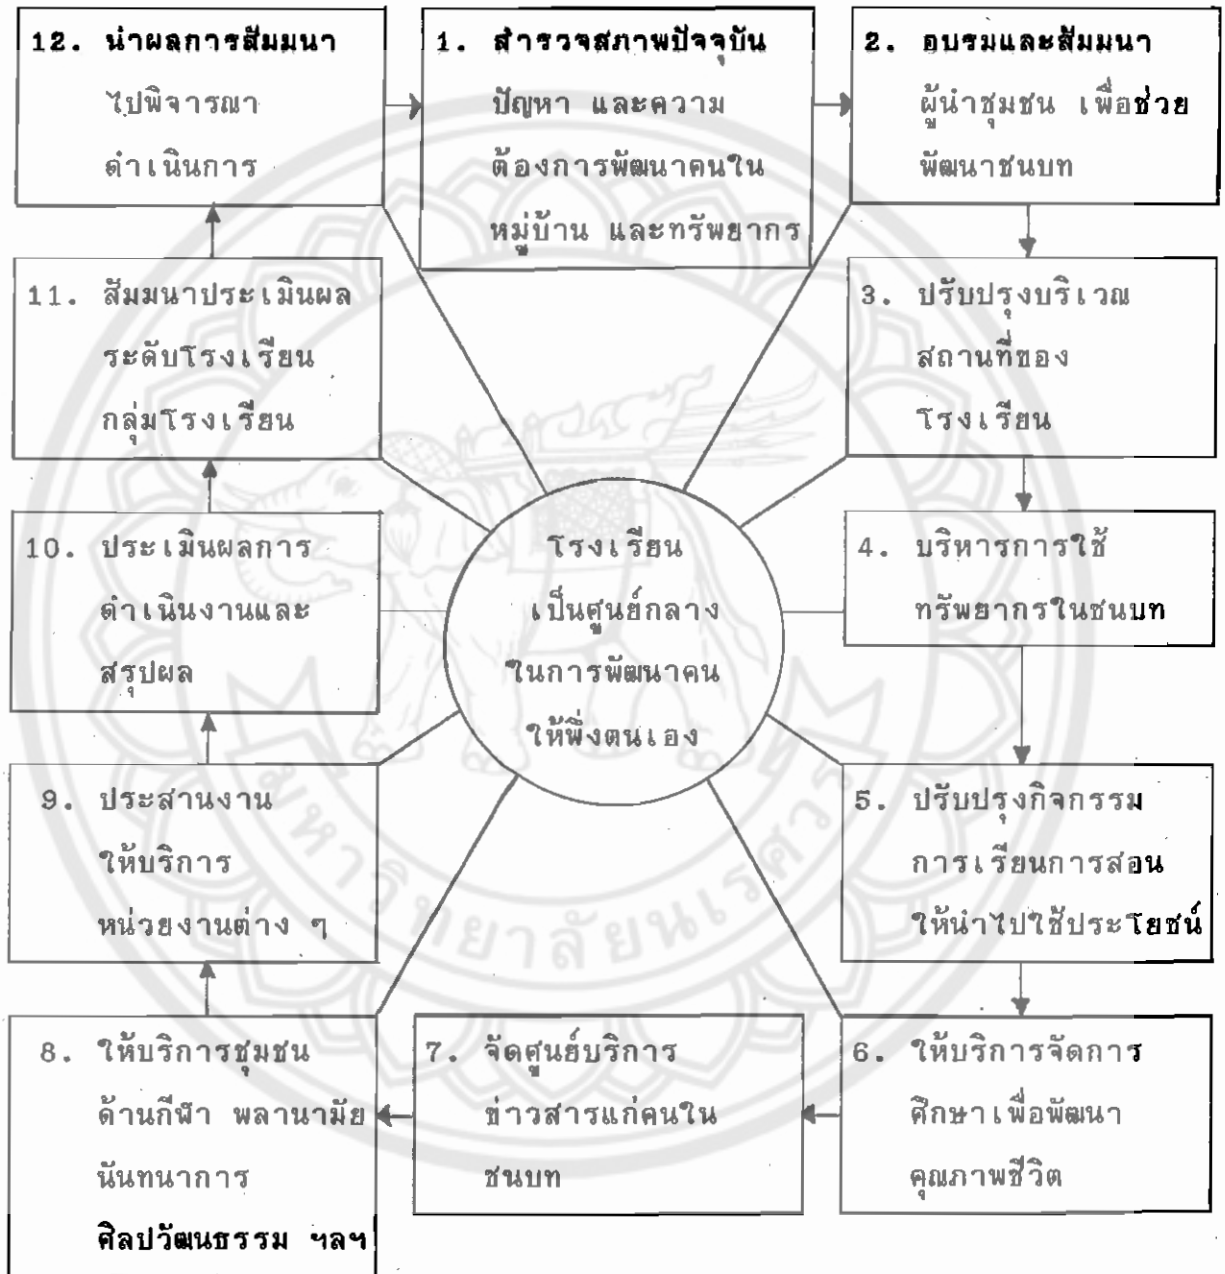 12. นำผลการสัมมนา
ไปพิจารณา
ดำเนินการ
1. สำรวจสภาพปัจจุบัน
ปัญหา และความ
ต้องการพัฒนาคนใน
หมู่บ้าน และทรัพยากร
2. อบรมและสัมมนา
ผู้นำชุมชน เพื่อช่วย
พัฒนาชนบท
11. สัมมนาประเมินผล
ระดับโรงเรียน
กลุ่มโรงเรียน
3. ปรับปรุงบริเวณ
สถานที่ของ
โรงเรียน
10. ประเมินผลการ
ดำเนินงานและ
สรุปผล
โรงเรียน
เป็นศูนย์กลาง
ในการพัฒนาคน
ให้พึ่งตนเอง
4. บริหารการใช้
ทรัพยากรในชนบท
9. ประสานงาน
ให้บริการ
หน่วยงานต่าง ๆ
5. ปรับปรุงกิจกรรม
การเรียนการสอน
ให้นำไปใช้ประโยชน์
8. ให้บริการชุมชน
ด้านกีฬา พลานามัย
นันทนาการ
ศิลปวัฒนธรรม ฯลฯ
7. จัดศูนย์บริการ
ข่าวสารแก่คนใน
ชนบท
6. ให้บริการจัดการ
ศึกษาเพื่อพัฒนา
คุณภาพชีวิต
มหาวิทยาลัยนเรศวร